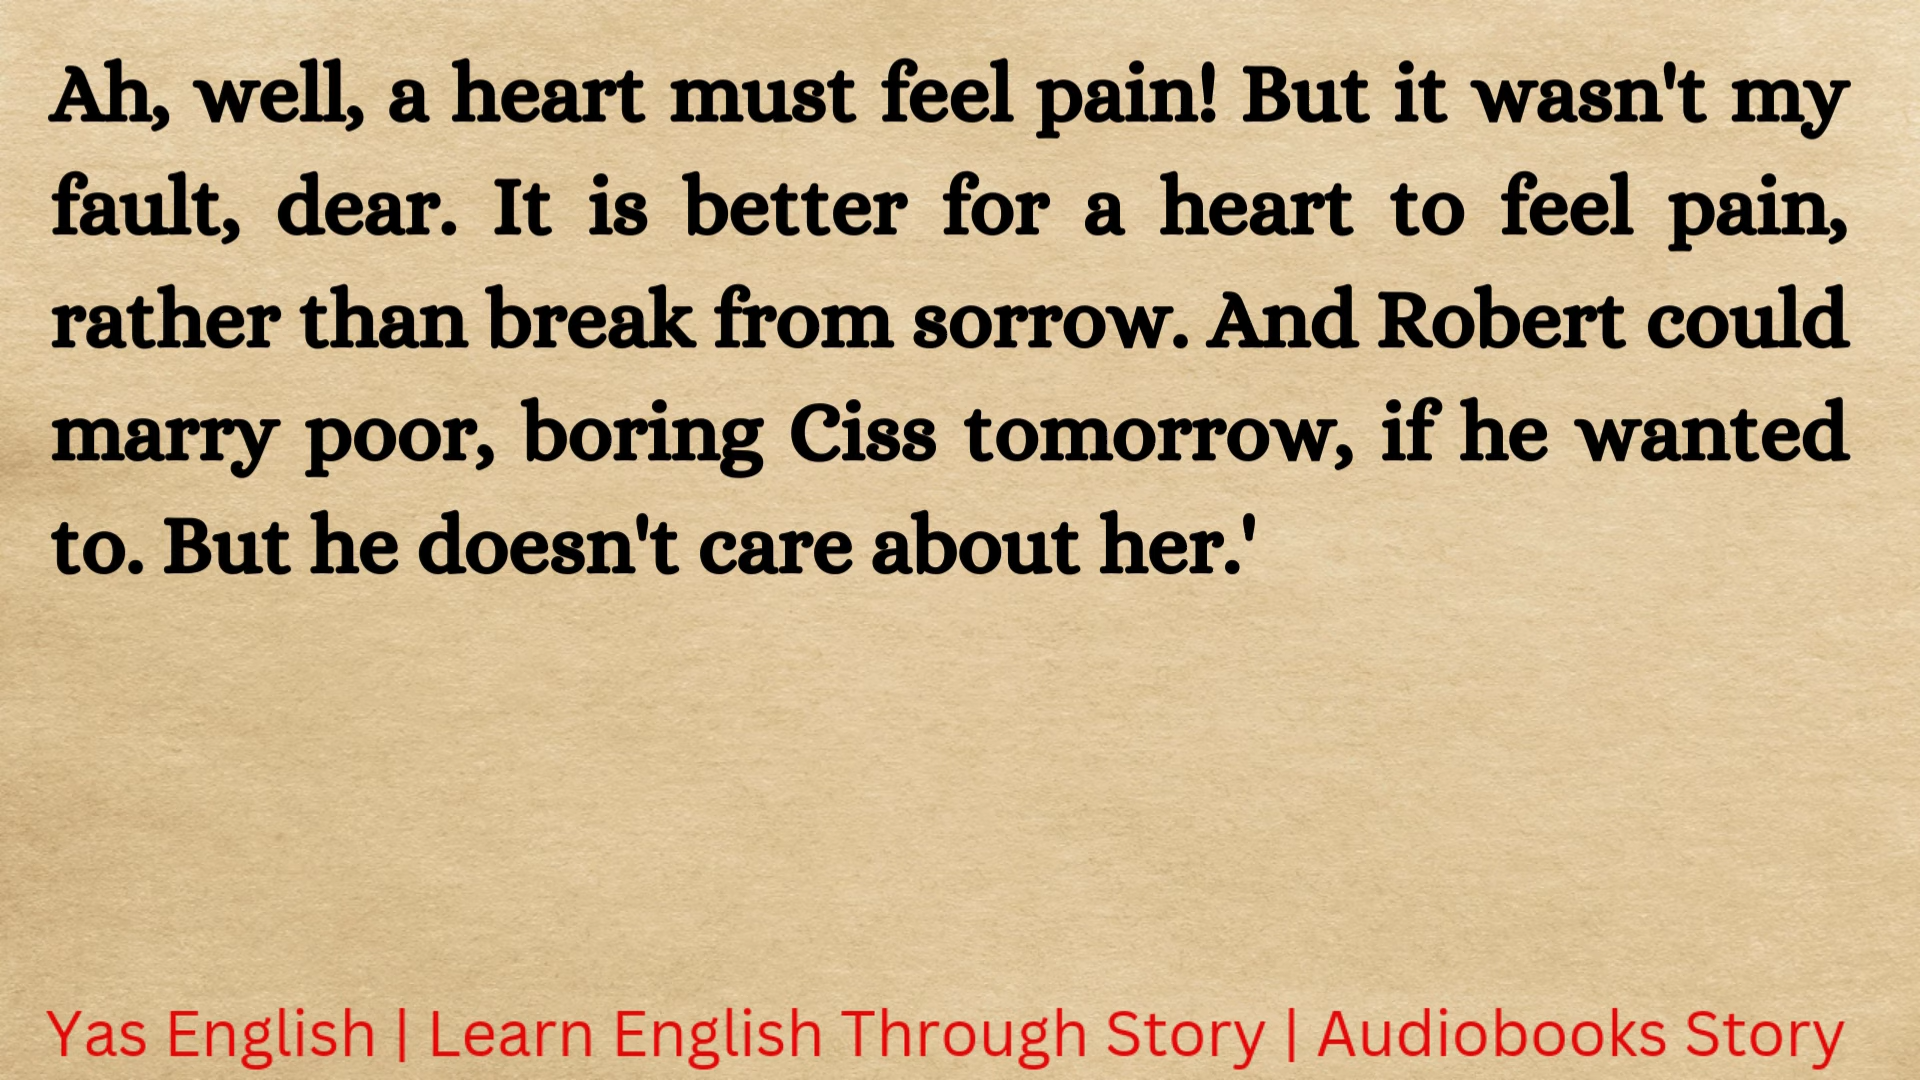 Ah, well, a heart must feel pain! But it wasn't my
fault, dear. It is better for a heart to feel pain,
rather than break from sorrow. And Robert could
marry poor, boring Ciss tomorrow, if he wanted
to. But he doesn't care about her.'
Yas English | Learn English Through Story | Audiobooks Story